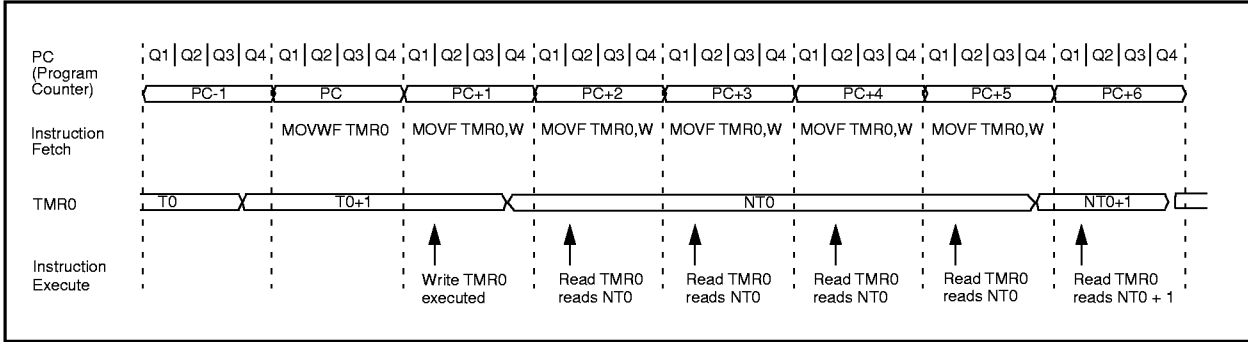 PC
(Program
Counter)
Q1 Q2 Q3 Q4 Q1 Q2 Q3 Q4 Q1 Q2 Q3 Q4 Q1 Q2 Q3 Q4 Q1 Q2 Q3 Q4 Q1 Q2 Q3 Q4 Q1 Q2 Q3 Q4 Q1 Q2 Q3 Q4
PC-1 PC PC+1 PC+2 PC+3 PC+4 PC+5 PC+6
Instruction
Fetch
MOVWF TMR0 MOVF TMR0,W MOVF TMR0,W MOVF TMR0,W MOVF TMR0,W MOVF TMR0,W
TMR0
T0 T0+1 NT0 NT0+1
Instruction
Execute
Write TMR0
executed
Read TMR0
reads NT0
Read TMR0
reads NT0
Read TMR0
reads NT0
Read TMR0
reads NT0
Read TMR0
reads NT0 + 1